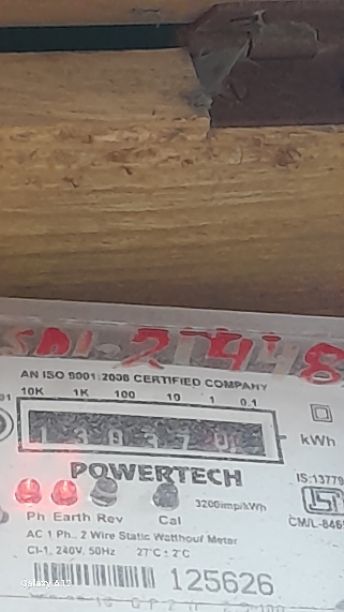 SDL-21448
AN ISO 9001:2008 CERTIFIED COMPANY
10K 1K 100 10 1 0.1
kWh
POWERTECH
IS:13779
3200imp/kWh
Ph Earth Rev Cal
CM/L-846
AC 1 Ph.. 2 Wire Static Watthour Meter
Cl-1, 240V, 50Hz 27°C ± 2°C
125626